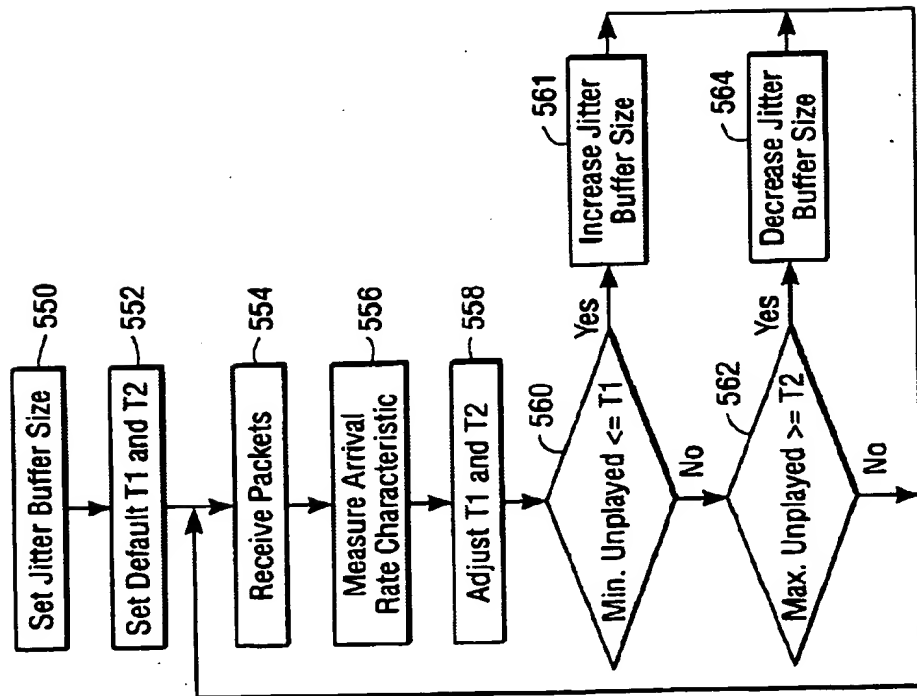 550
Set Jitter Buffer Size
552
Set Default T1 and T2
554
Receive Packets
556
Measure Arrival
Rate Characteristic
558
Adjust T1 and T2
560
Min. Unplayed <= T1
Yes
561
Increase Jitter
Buffer Size
No
562
Max. Unplayed >= T2
Yes
564
Decrease Jitter
Buffer Size
No